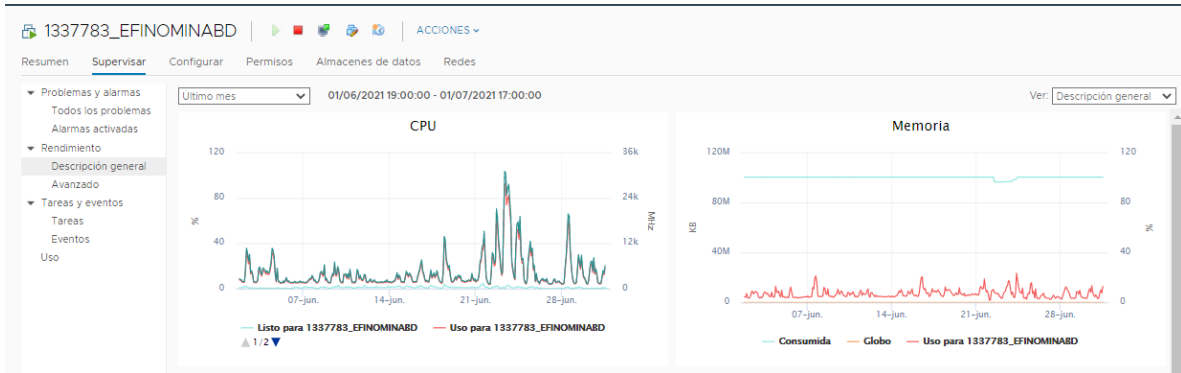 1337783_EFINOMINABD ACCIONES
Resumen Supervisar Configurar Permisos Almacenes de datos Redes
Problemas y alarmas
Todos los problemas
Alarmas activadas
Rendimiento
Descripción general
Avanzado
Tareas y eventos
Tareas
Eventos
Uso
Último mes 01/06/2021 19:00:00 - 01/07/2021 17:00:00 Ver: Descripción general
CPU
120 36k
80 24k
% MHz
40 12k
0 0
07-jun. 14-jun. 21-jun. 28-jun.
Listo para 1337783_EFINOMINABD Uso para 1337783_EFINOMINABD
1/2
Memoria
120M 120
80M 80
KB %
40M 40
0 0
07-jun. 14-jun. 21-jun. 28-jun.
Consumida Globo Uso para 1337783_EFINOMINABD